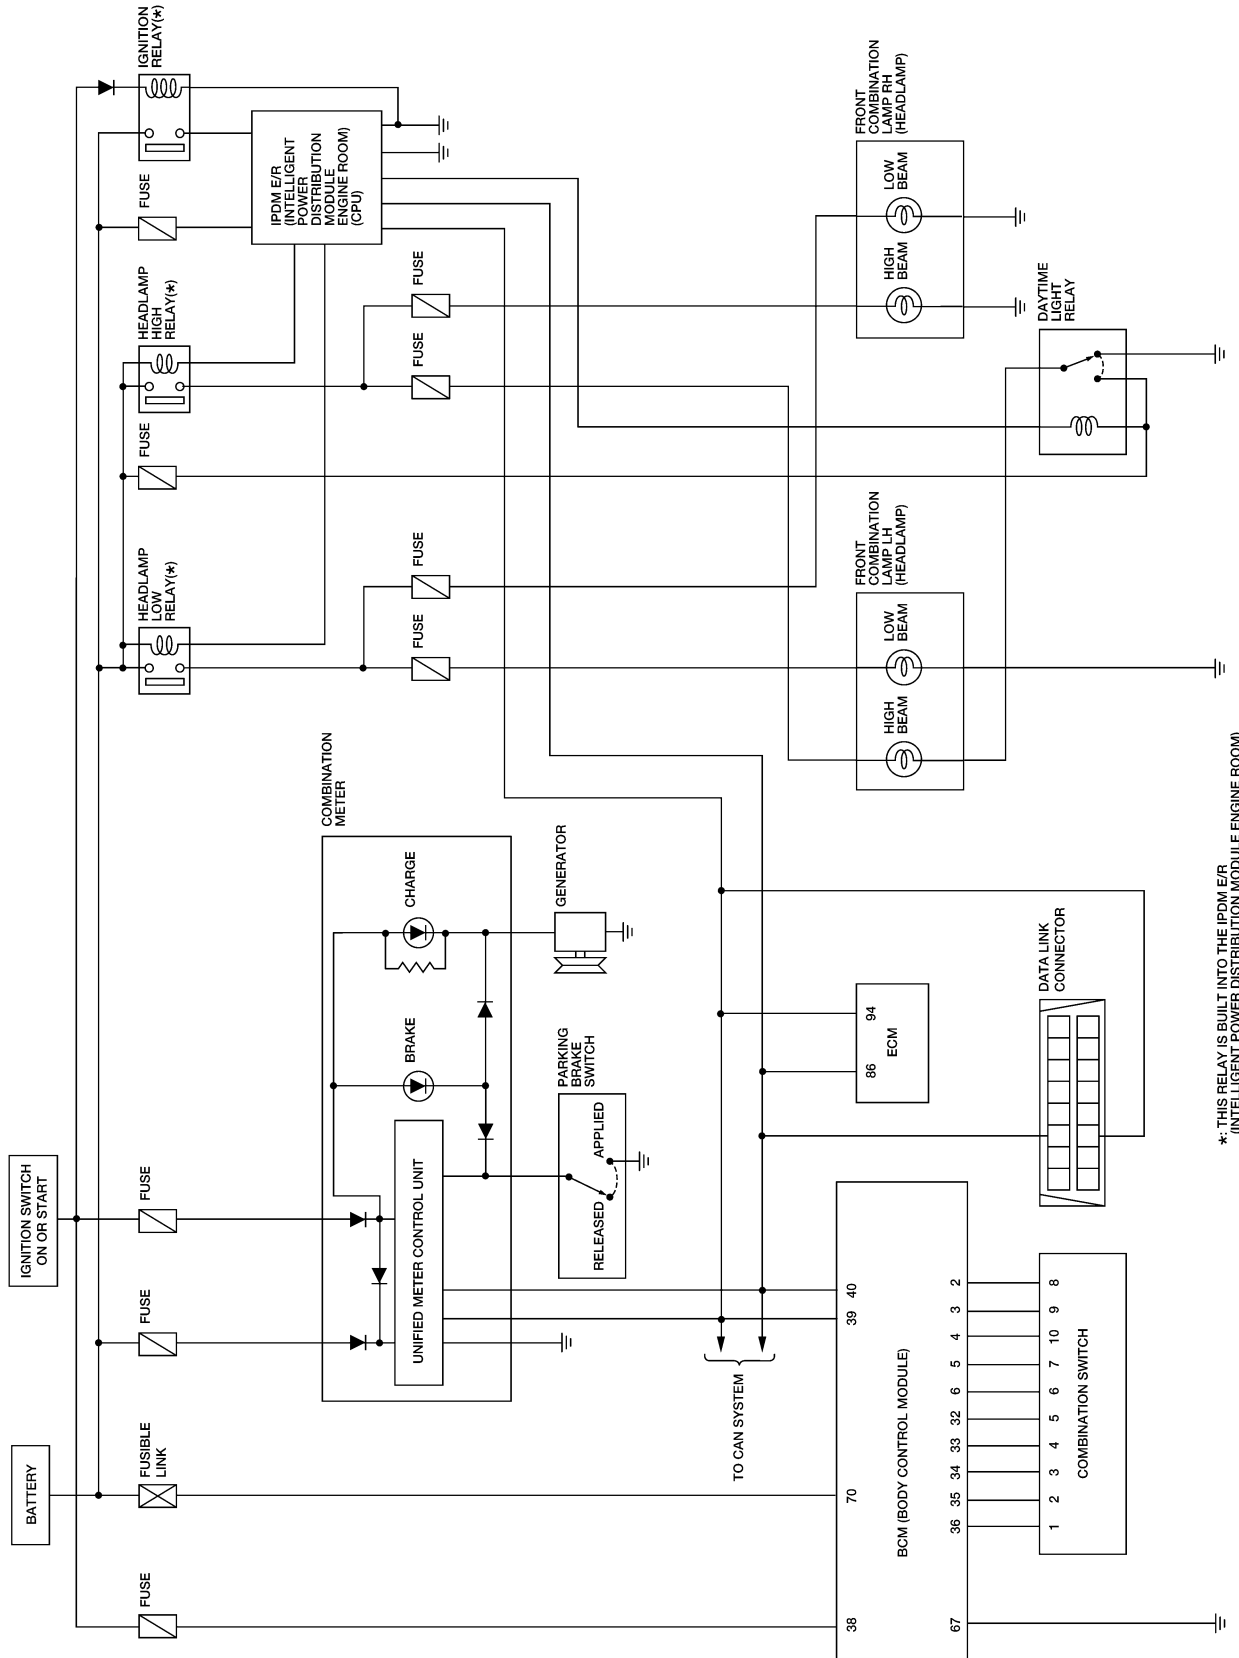 BATTERY
IGNITION SWITCH
ON OR START
FUSE
FUSIBLE
LINK
FUSE
FUSE
HEADLAMP
LOW
RELAY(*)
FUSE
HEADLAMP
HIGH
RELAY(*)
FUSE
IGNITION
RELAY(*)
IPDM E/R
(INTELLIGENT
POWER
DISTRIBUTION
MODULE
ENGINE ROOM)
(CPU)
COMBINATION
METER
UNIFIED METER CONTROL UNIT
BRAKE
CHARGE
FUSE
FUSE
FUSE
FUSE
GENERATOR
PARKING
BRAKE
SWITCH
RELEASED
APPLIED
TO CAN SYSTEM
38
70
39
40
BCM (BODY CONTROL MODULE)
67
36
35
34
33
32
6
5
4
3
2
1
2
3
4
5
6
7
10
9
8
COMBINATION SWITCH
86
94
ECM
DATA LINK
CONNECTOR
FRONT
COMBINATION
LAMP LH
(HEADLAMP)
HIGH
BEAM
LOW
BEAM
FRONT
COMBINATION
LAMP RH
(HEADLAMP)
HIGH
BEAM
LOW
BEAM
DAYTIME
LIGHT
RELAY
*: THIS RELAY IS BUILT INTO THE IPDM E/R
(INTELLIGENT POWER DISTRIBUTION MODULE ENGINE ROOM)